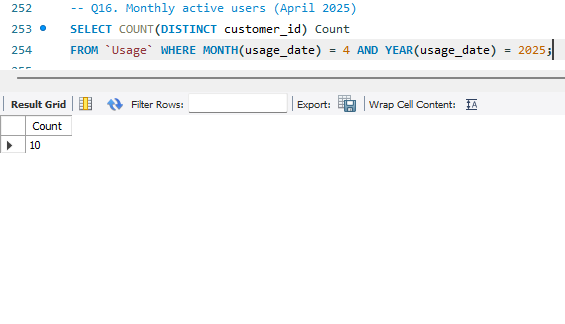 252 -- Q16. Monthly active users (April 2025)
253 SELECT COUNT(DISTINCT customer_id) Count
254 FROM `Usage` WHERE MONTH(usage_date) = 4 AND YEAR(usage_date) = 2025;
Result Grid Filter Rows: Export: Wrap Cell Content: IA
Count
10